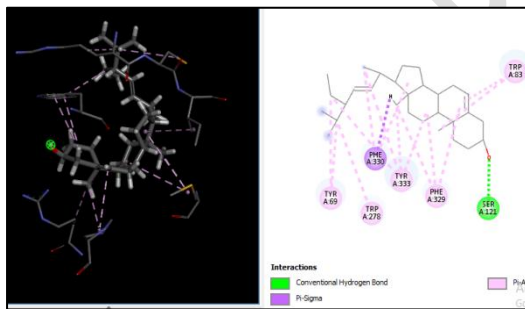 TRP
A:83
PHE
A:330
TYR
A:333
TYR
A:69
TRP
A:278
PHE
A:329
SER
A:121
H
Interactions
Conventional Hydrogen Bond
Pi-Sigma